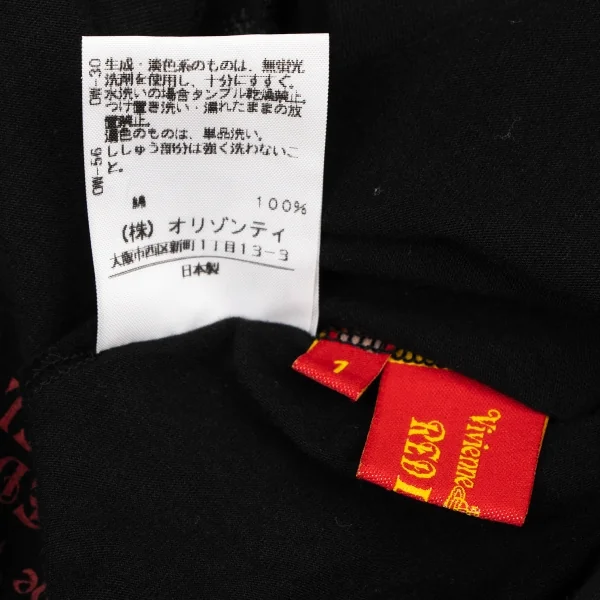 生成・淡色系のものは、無蛍光
洗剤を使用し、十分にすすぐ。
水洗いの場合タンブル乾燥禁止。
つけ置き洗い・濡れたままの放
置禁止。
濃色のものは、単品洗い。
ししゅう部分は強く洗わないこ
と。
OW-30
OW-56
綿 100%
(株) オリゾンティ
大阪市西区新町1丁目13-3
日本製
1
Vivienne
RED